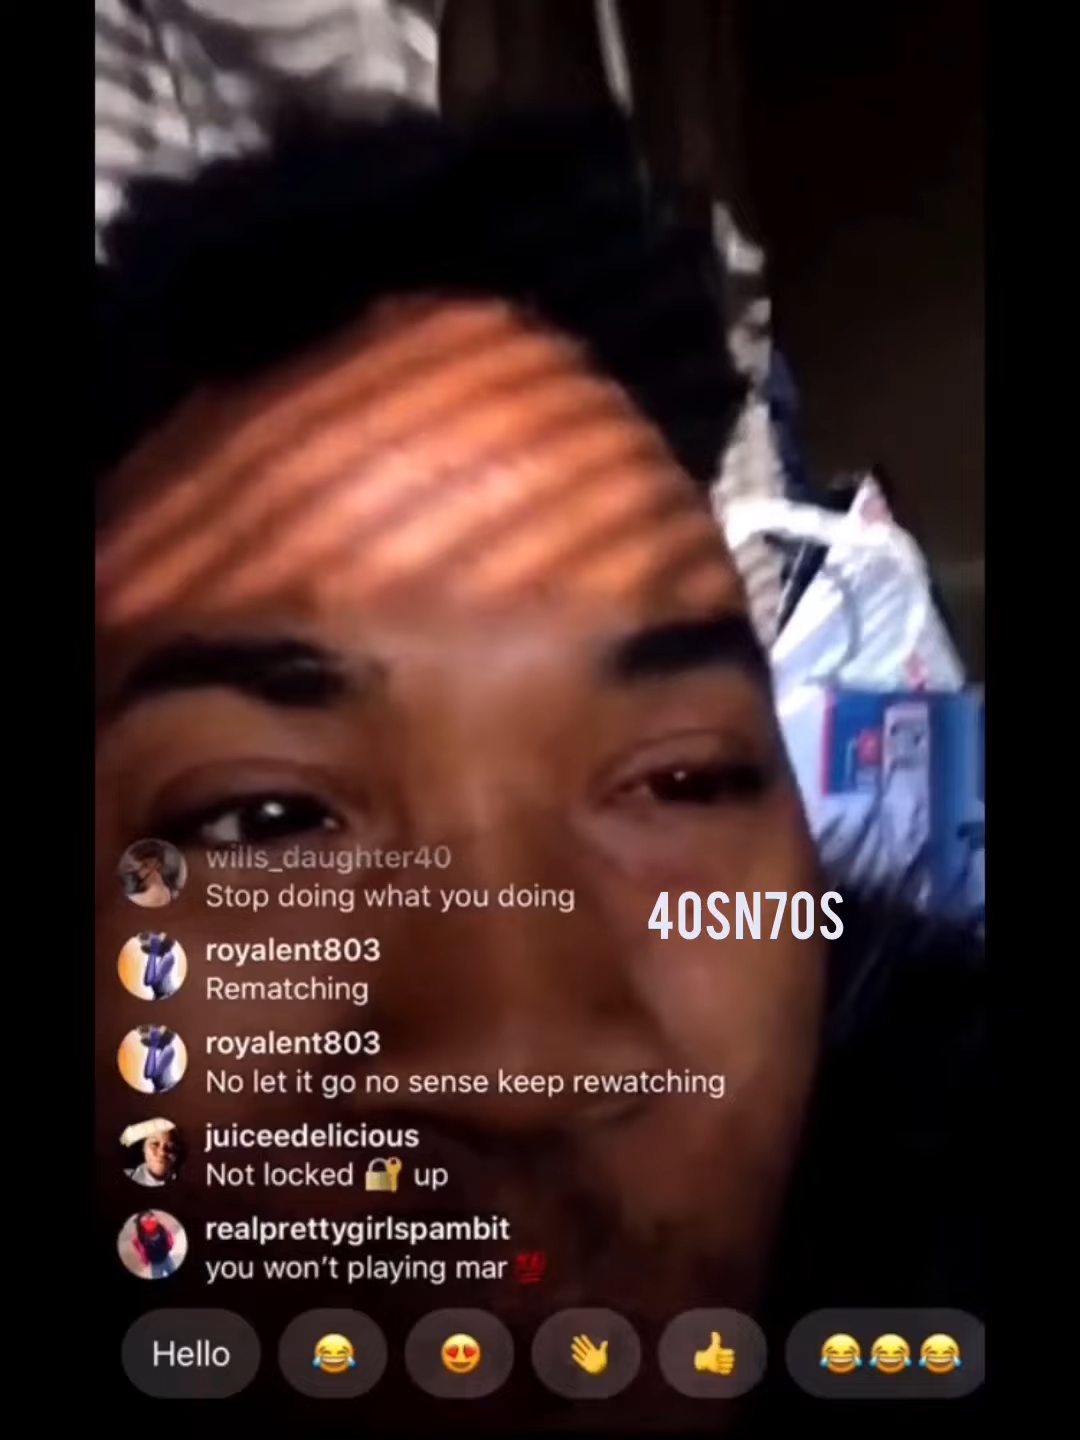 wills_daughter40
Stop doing what you doing
40SN70S
royalent803
Rematching
royalent803
No let it go no sense keep rewatching
juiceedelicious
Not locked 🔐 up
realprettygirlspambit
you won't playing mar 💯
Hello